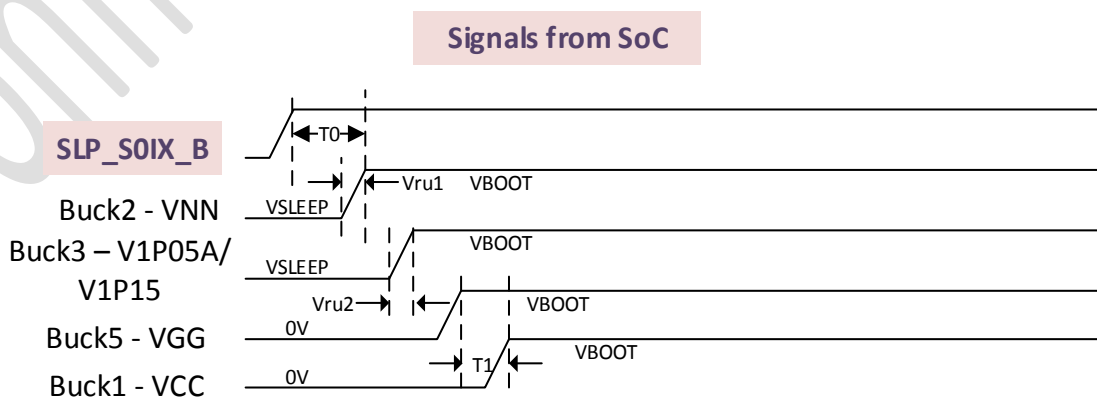 Signals from SoC
T0
SLP_S0IX_B
Vru1
VBOOT
Buck2 - VNN
VSLEEP
Buck3 – V1P05A/
V1P15
VBOOT
VSLEEP
Vru2
VBOOT
Buck5 - VGG
0V
T1
VBOOT
Buck1 - VCC
0V